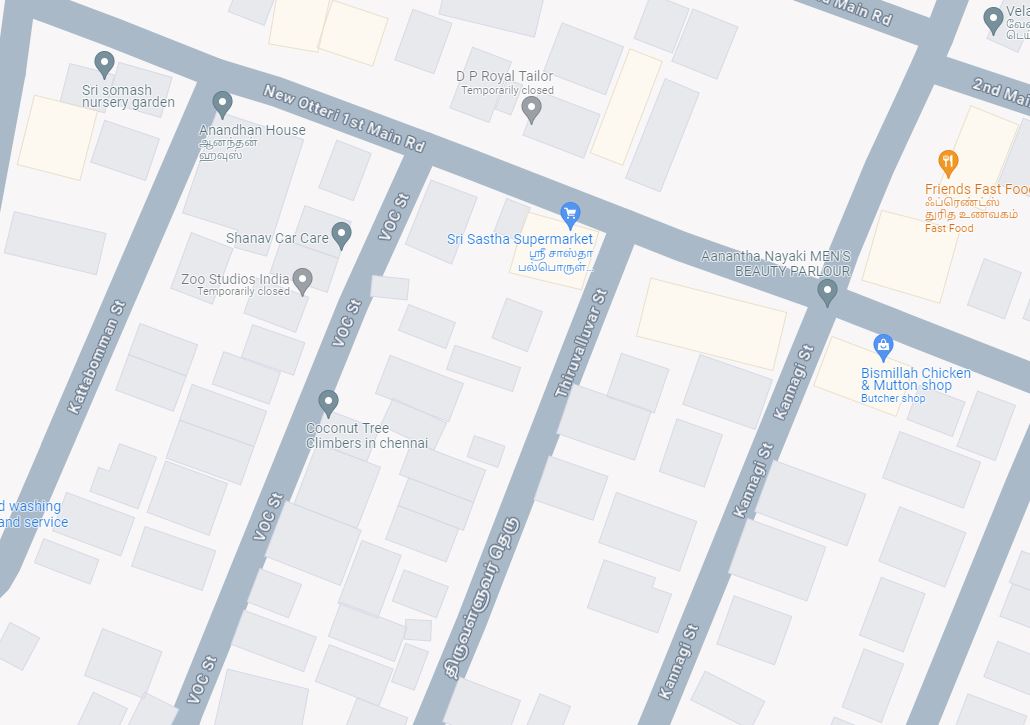 d Main Rd
Vela
Sri somash
nursery garden
Anandhan House
ஆனந்தன்
ஹவுஸ்
New Otteri 1st Main Rd
D P Royal Tailor
Temporarily closed
2nd Mai
Friends Fast Foo
ஃப்ரெண்ட்ஸ்
துரித உணவகம்
Fast Food
VOC St
Shanav Car Care
Zoo Studios India
Temporarily closed
Sri Sastha Supermarket
ஸ்ரீ சாஸ்தா
பல்பொருள்...
Aanantha Nayaki MEN'S
BEAUTY PARLOUR
Kattabomman St
VOC St
Thiruvalluvar St
Kannagi St
Bismillah Chicken
& Mutton shop
Butcher shop
Coconut Tree
Climbers in chennai
d washing
and service
VOC St
Kannagi St
திருவள்ளுவர் தெரு
VOC St
Kannagi St